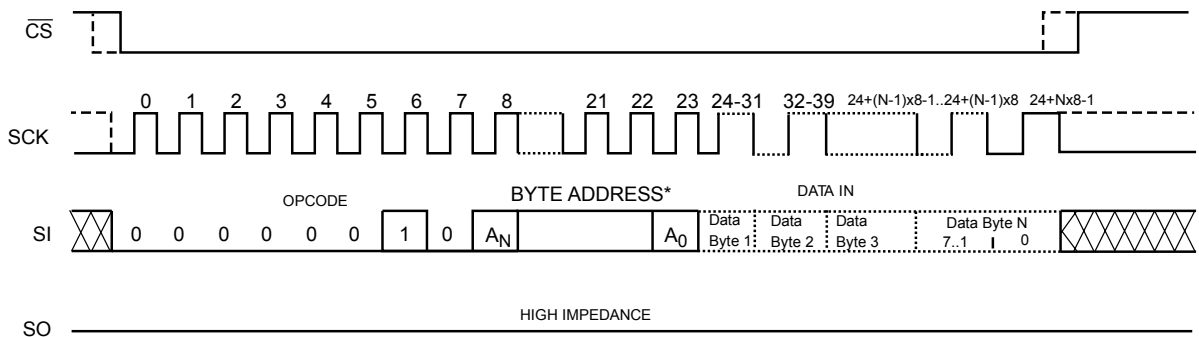 CS
0 1 2 3 4 5 6 7 8 21 22 23 24-31 32-39 24+(N-1)x8-1..24+(N-1)x8 24+Nx8-1
SCK
OPCODE BYTE ADDRESS* DATA IN
SI 0 0 0 0 0 0 1 0 AN A0 Data Byte 1 Data Byte 2 Data Byte 3 Data Byte N 7..1 0
HIGH IMPEDANCE
SO